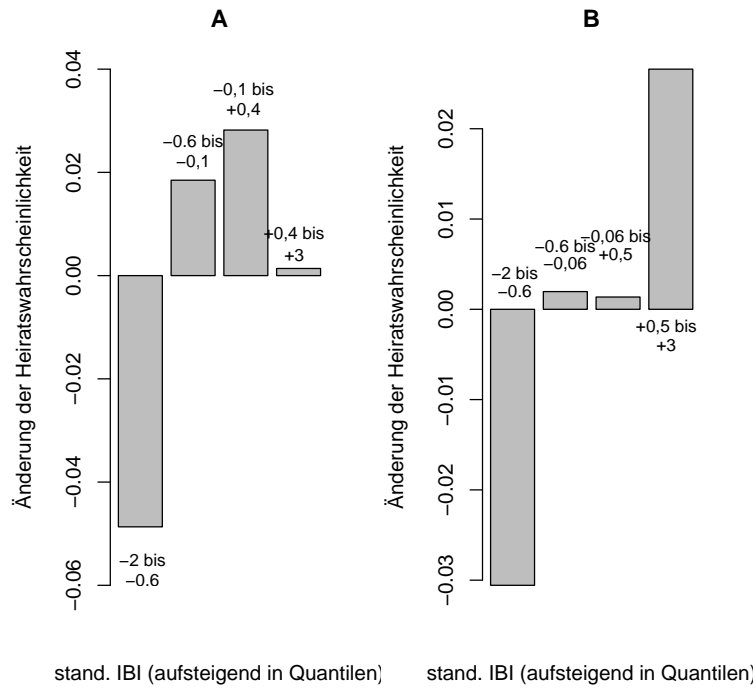 A
Änderung der Heiratswahrscheinlichkeit
0.04
0.02
0.00
−0.02
−0.04
−0.06
−2 bis
−0.6
−0.6 bis
−0,1
−0,1 bis
+0,4
+0,4 bis
+3
stand. IBI (aufsteigend in Quantilen)
B
Änderung der Heiratswahrscheinlichkeit
0.02
0.01
0.00
−0.01
−0.02
−0.03
−2 bis
−0.6
−0.6 bis
−0,06
−0,06 bis
+0,5
+0,5 bis
+3
stand. IBI (aufsteigend in Quantilen)